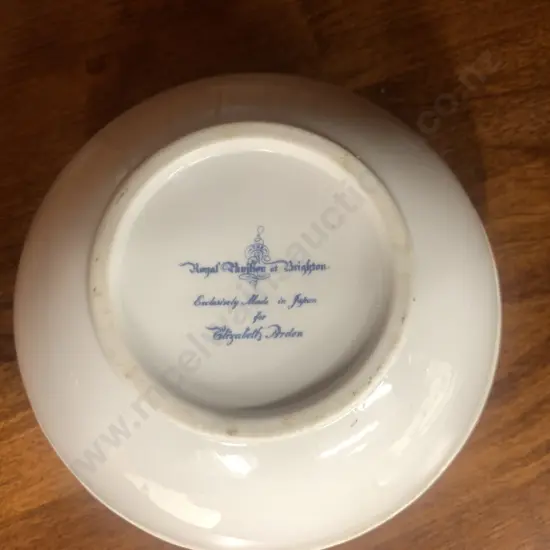 Royal Pavilion at Brighton
Exclusively Made in Japan
for
Elizabeth Arden